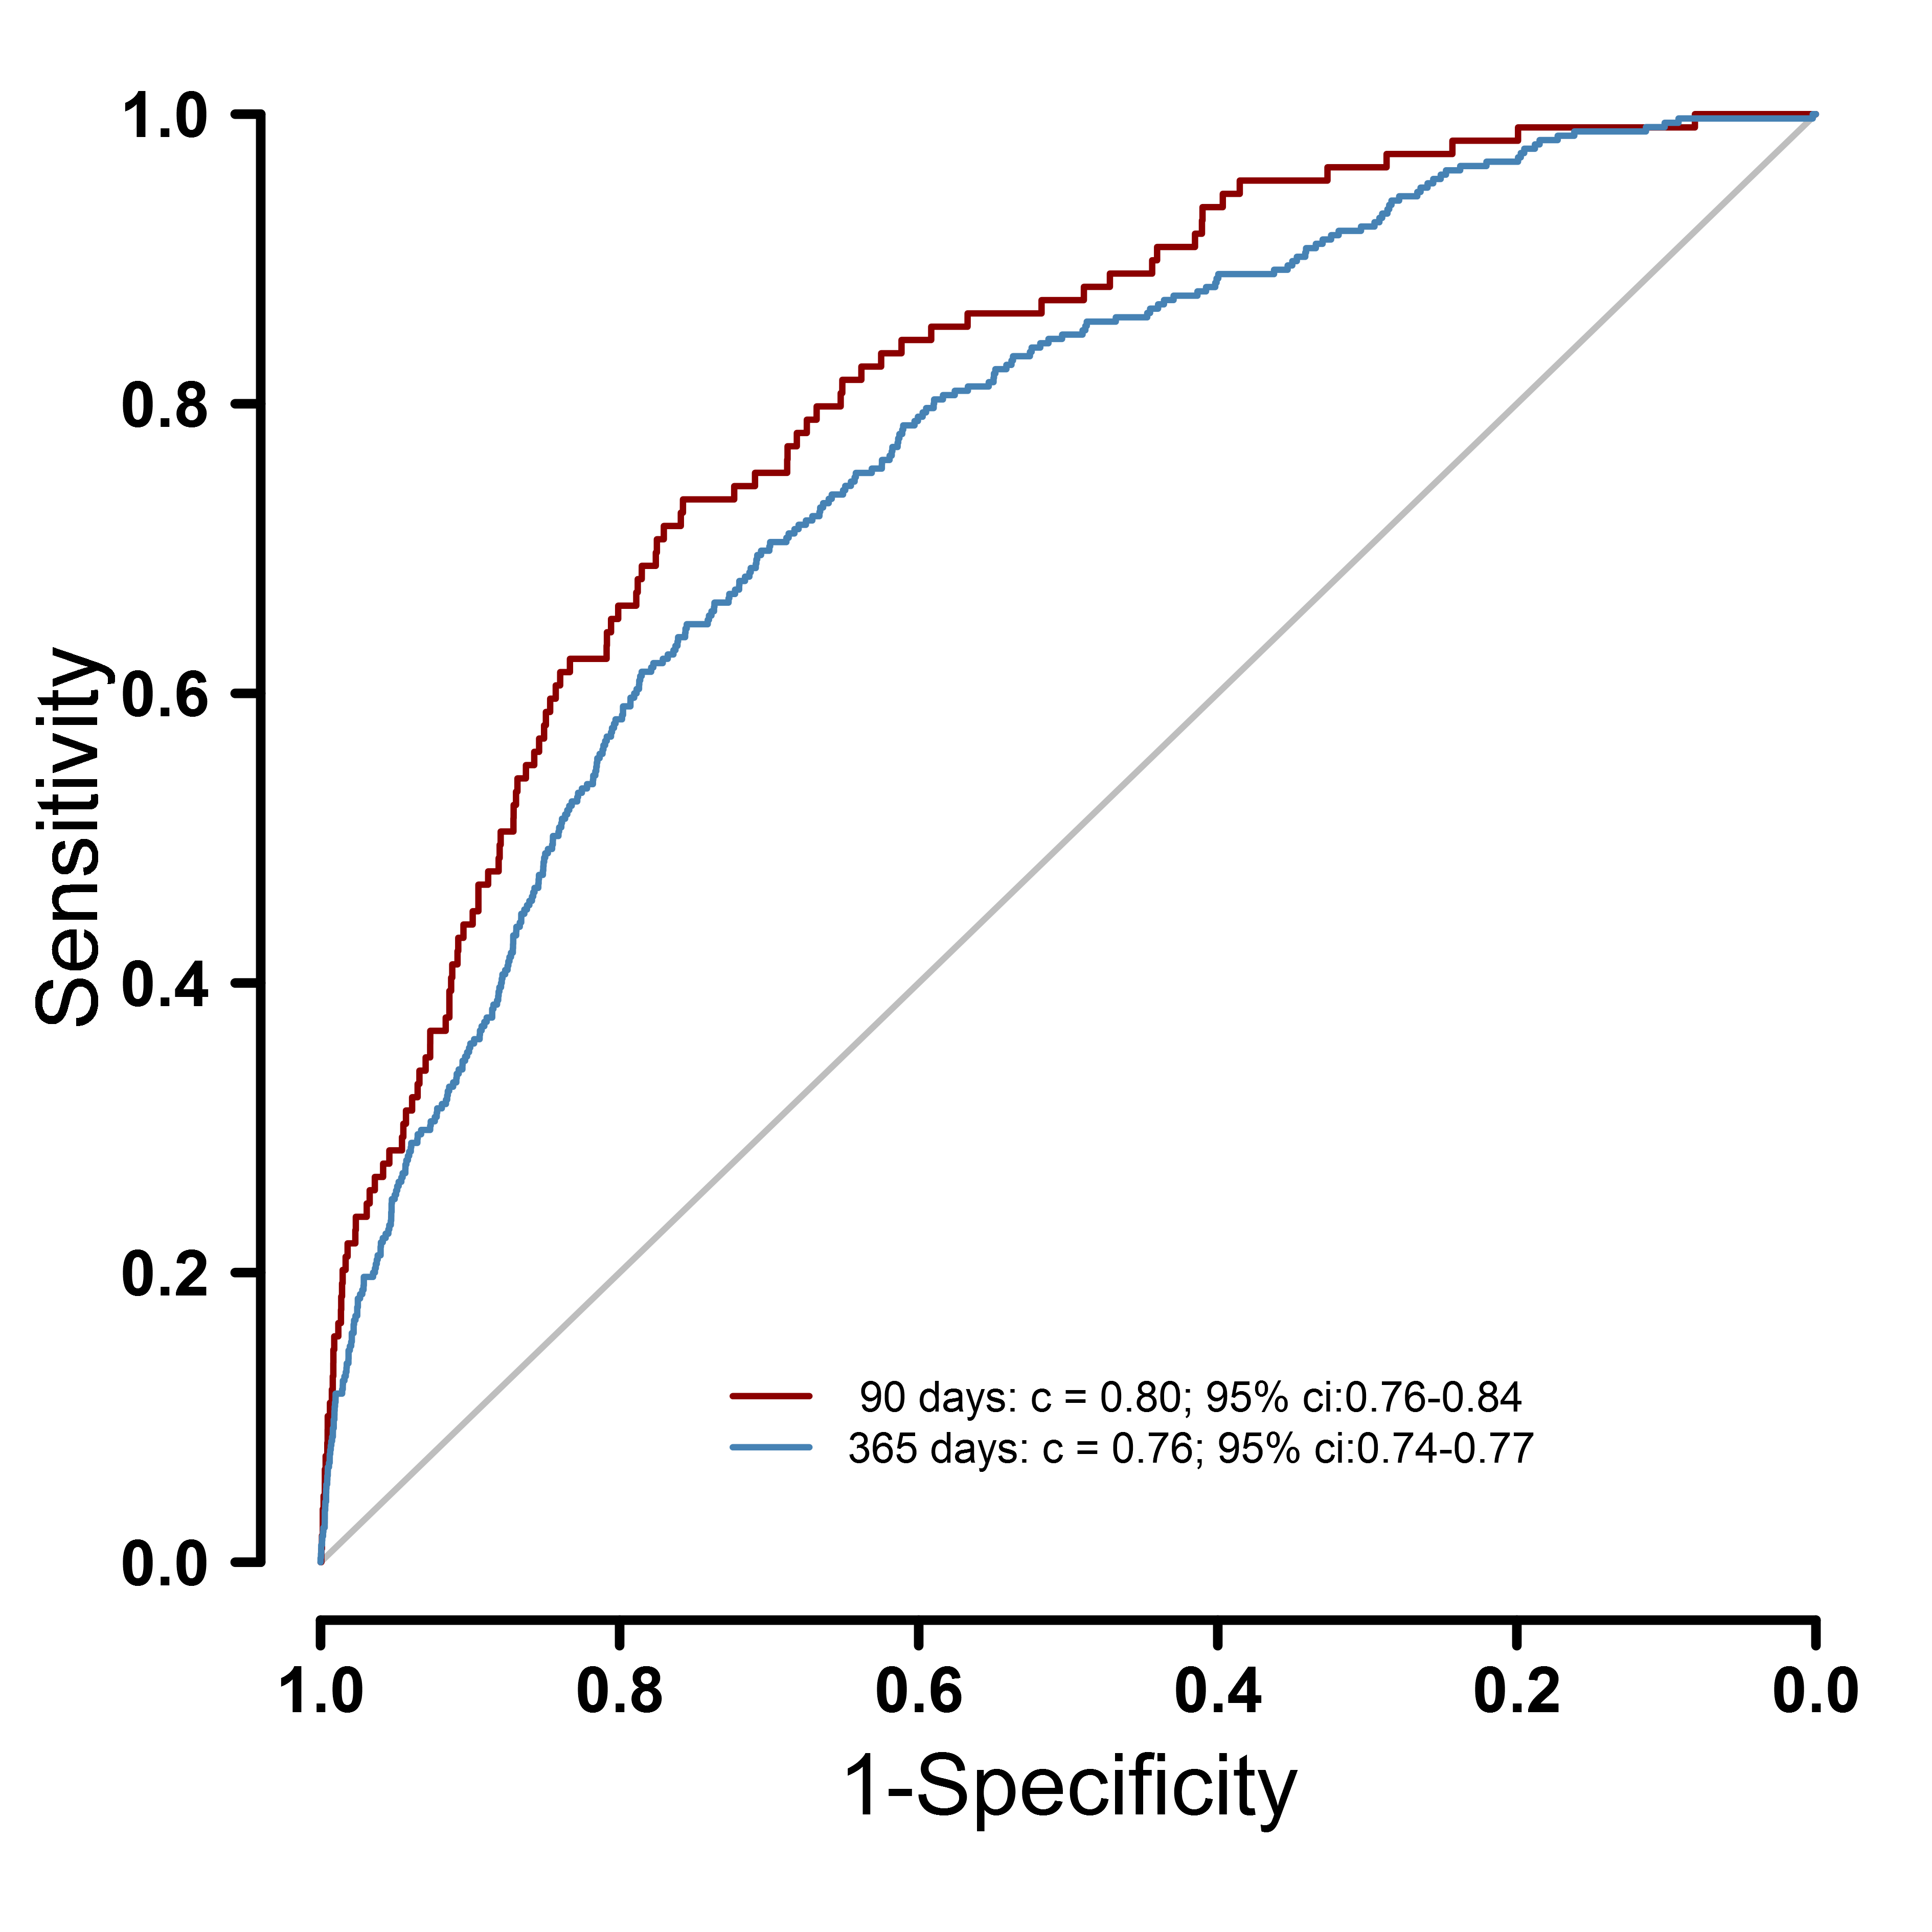 1.0
0.8
0.6
0.4
0.2
0.0
Sensitivity
90 days: c = 0.80; 95% ci:0.76-0.84
365 days: c = 0.76; 95% ci:0.74-0.77
1.0 0.8 0.6 0.4 0.2 0.0
1-Specificity